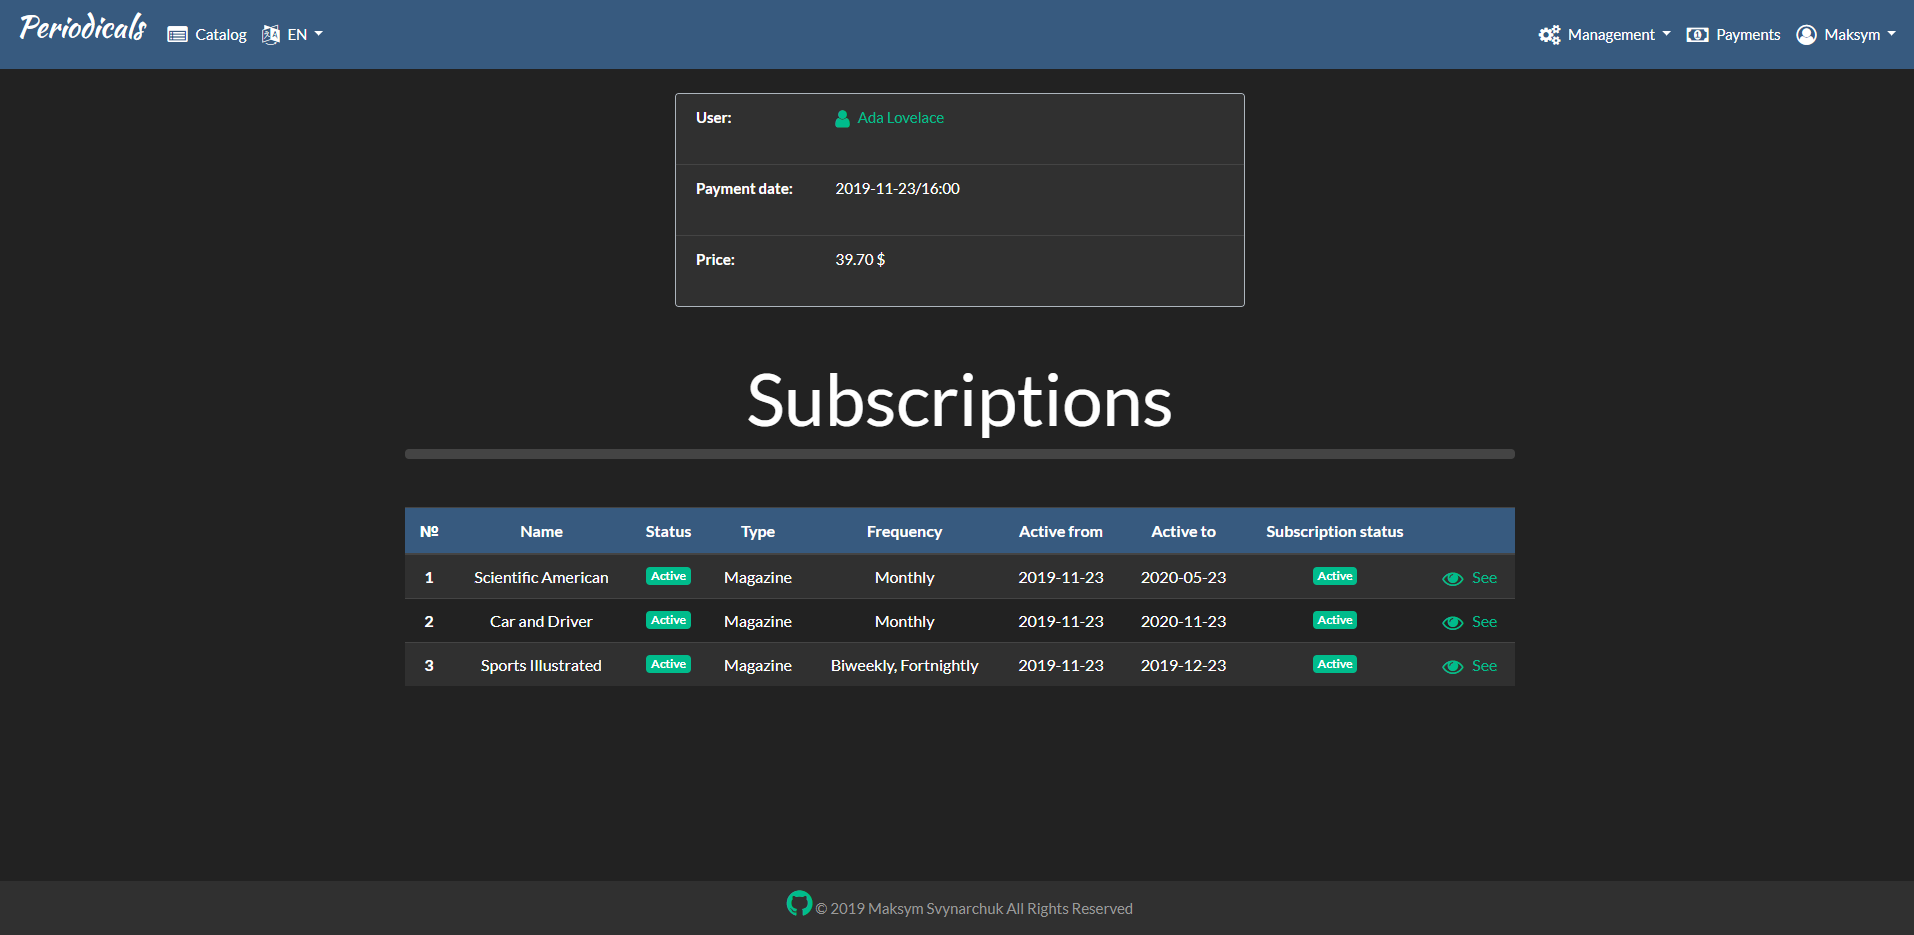 Periodicals Catalog EN Management Payments Maksym
User: Ada Lovelace
Payment date: 2019-11-23/16:00
Price: 39.70 $
Subscriptions
№ Name Status Type Frequency Active from Active to Subscription status
1 Scientific American Active Magazine Monthly 2019-11-23 2020-05-23 Active See
2 Car and Driver Active Magazine Monthly 2019-11-23 2020-11-23 Active See
3 Sports Illustrated Active Magazine Biweekly, Fortnightly 2019-11-23 2019-12-23 Active See
© 2019 Maksym Svynarchuk All Rights Reserved